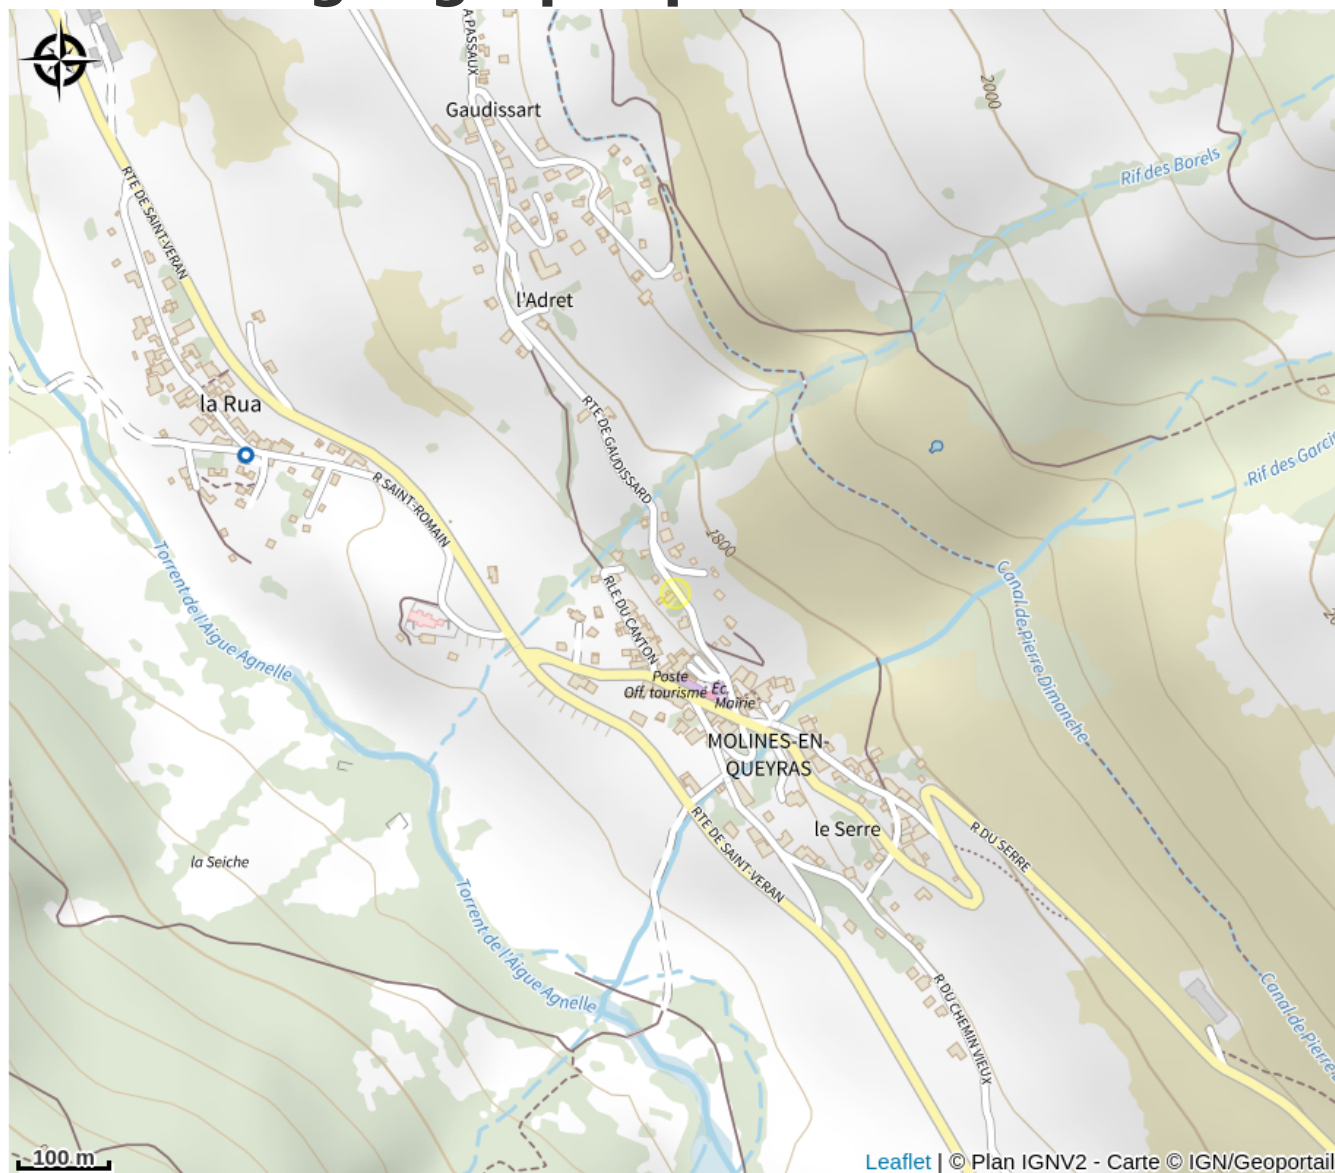 A PASSAUX
Gaudissart
2000
Rif des Borels
RTE DE SAINT-VERAN
l'Adret
la Rua
RTE DE GAUDISSARD
Rif des Garcin
R SAINT-ROMAIN
1800
Torrent de l'Aigue Agnelle
RLE DU CANTON
Canal de Pierre Dimanche
Poste
Off. tourisme
Éc.
Mairie
MOLINES-EN-
QUEYRAS
le Serre
R DU SERRE
RTE DE SAINT-VERAN
la Seiche
Torrent de l'Aigue Agnelle
R DU CHEMIN VIEUX
Canal de Pierre
100 m
Leaflet | © Plan IGNV2 - Carte © IGN/Geoportail